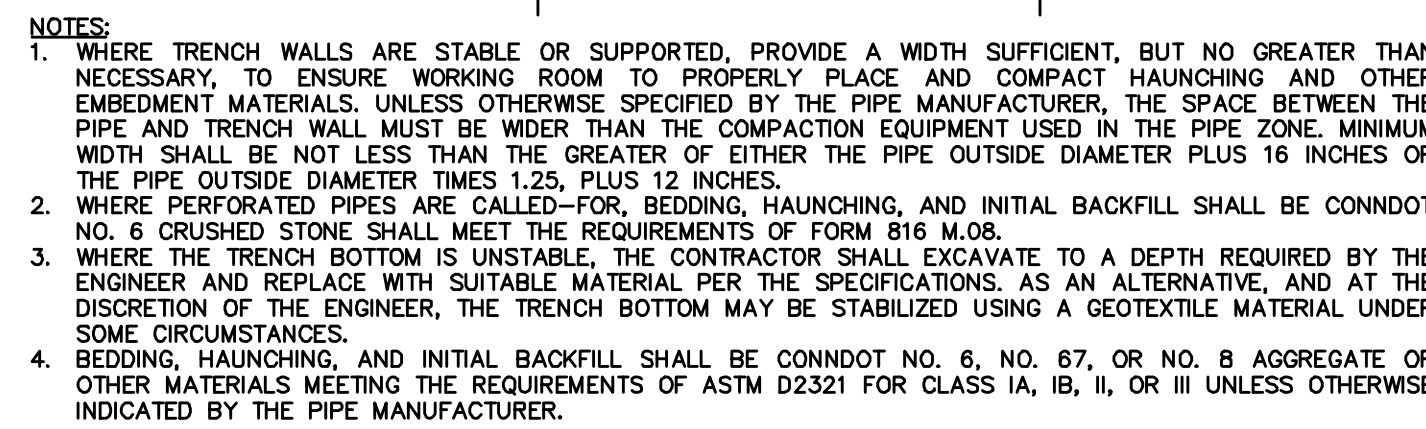 NOTES:
1. WHERE TRENCH WALLS ARE STABLE OR SUPPORTED, PROVIDE A WIDTH SUFFICIENT, BUT NO GREATER THAN
NECESSARY, TO ENSURE WORKING ROOM TO PROPERLY PLACE AND COMPACT HAUNCHING AND OTHER
EMBEDMENT MATERIALS. UNLESS OTHERWISE SPECIFIED BY THE PIPE MANUFACTURER, THE SPACE BETWEEN THE
PIPE AND TRENCH WALL MUST BE WIDER THAN THE COMPACTION EQUIPMENT USED IN THE PIPE ZONE. MINIMUM
WIDTH SHALL BE NOT LESS THAN THE GREATER OF EITHER THE PIPE OUTSIDE DIAMETER PLUS 16 INCHES OR
THE PIPE OUTSIDE DIAMETER TIMES 1.25, PLUS 12 INCHES.
2. WHERE PERFORATED PIPES ARE CALLED-FOR, BEDDING, HAUNCHING, AND INITIAL BACKFILL SHALL BE CONNDOT
NO. 6 CRUSHED STONE SHALL MEET THE REQUIREMENTS OF FORM 816 M.08.
3. WHERE THE TRENCH BOTTOM IS UNSTABLE, THE CONTRACTOR SHALL EXCAVATE TO A DEPTH REQUIRED BY THE
ENGINEER AND REPLACE WITH SUITABLE MATERIAL PER THE SPECIFICATIONS. AS AN ALTERNATIVE, AND AT THE
DISCRETION OF THE ENGINEER, THE TRENCH BOTTOM MAY BE STABILIZED USING A GEOTEXTILE MATERIAL UNDER
SOME CIRCUMSTANCES.
4. BEDDING, HAUNCHING, AND INITIAL BACKFILL SHALL BE CONNDOT NO. 6, NO. 67, OR NO. 8 AGGREGATE OR
OTHER MATERIALS MEETING THE REQUIREMENTS OF ASTM D2321 FOR CLASS IA, IB, II, OR III UNLESS OTHERWISE
INDICATED BY THE PIPE MANUFACTURER.